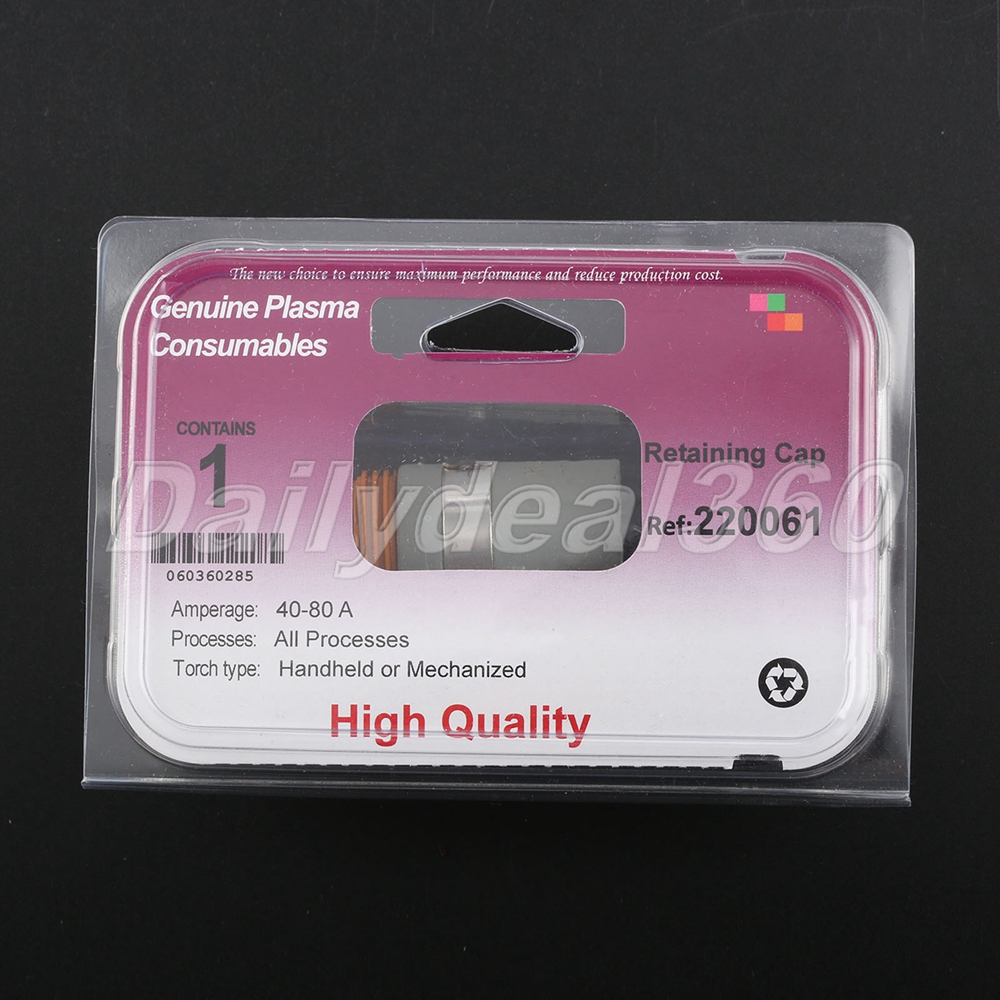 The new choice to ensure maximum performance and reduce production cost.
Genuine Plasma
Consumables
CONTAINS
1
Retaining Cap
Ref:220061
Dailydeal360
060360285
Amperage: 40-80 A
Processes: All Processes
Torch type: Handheld or Mechanized
High Quality